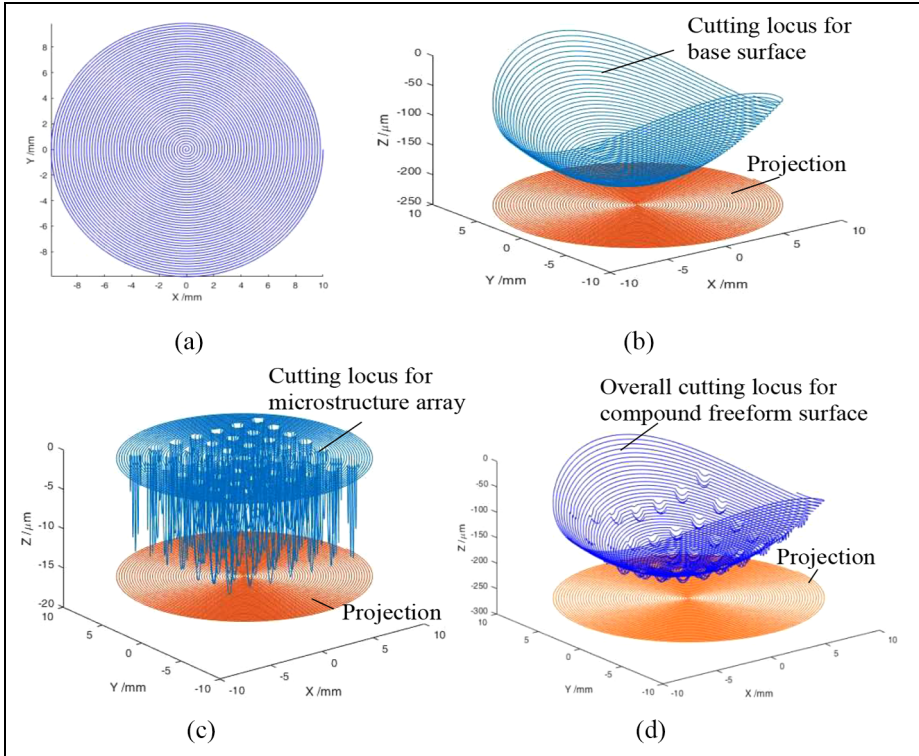 8
6
4
2
0
-2
-4
-6
-8
Y /mm
-8 -6 -4 -2 0 2 4 6 8 10
X /mm
(a)
Cutting locus for
base surface
Projection
0
-50
-100
-150
-200
-250
Z /μm
10
5
0
-5
-10
Y /mm
-10
-5
0
5
10
X /mm
(b)
Cutting locus for
microstructure array
Projection
0
-5
-10
-15
-20
Z /μm
10
5
0
-5
-10
Y /mm
-10
-5
0
5
10
X /mm
(c)
Overall cutting locus for
compound freeform surface
Projection
0
-50
-100
-150
-200
-250
-300
Z /μm
10
5
0
-5
-10
Y /mm
-10
-5
0
5
10
X /mm
(d)